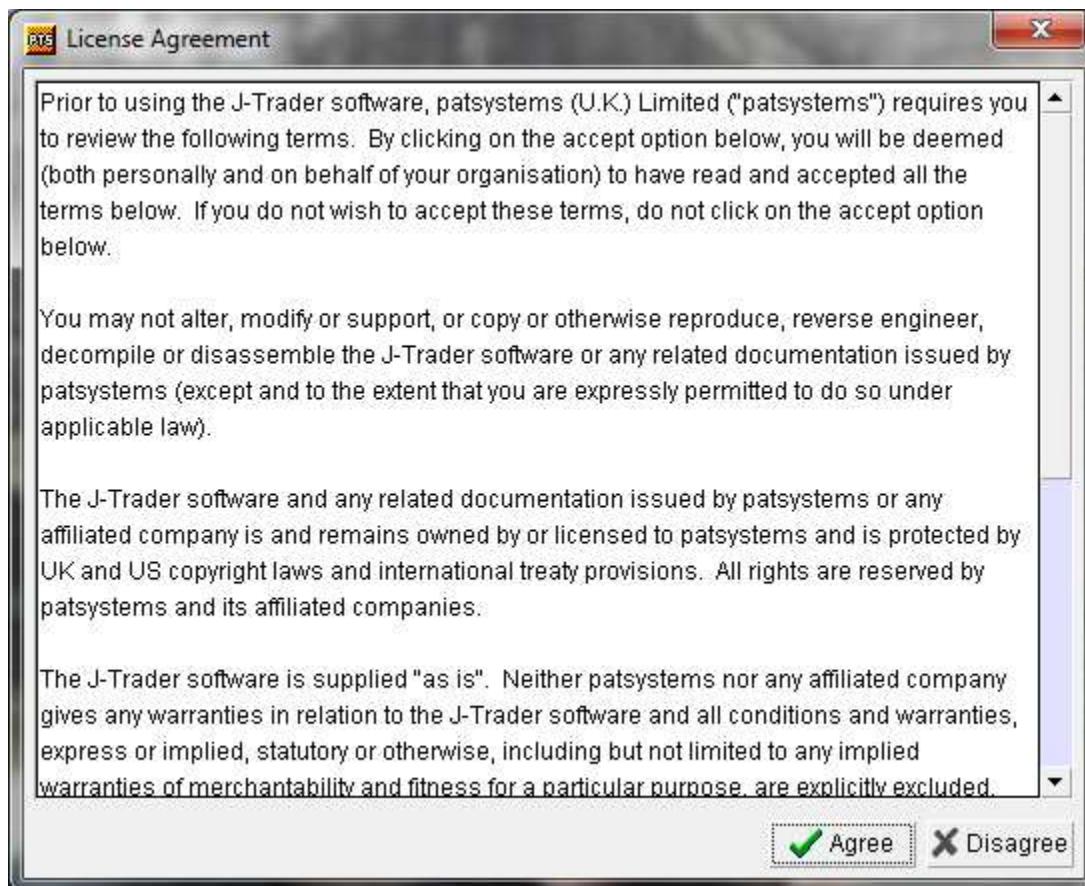 PTS License Agreement
Prior to using the J-Trader software, patsystems (U.K.) Limited ("patsystems") requires you
to review the following terms.  By clicking on the accept option below, you will be deemed
(both personally and on behalf of your organisation) to have read and accepted all the
terms below.  If you do not wish to accept these terms, do not click on the accept option
below.
You may not alter, modify or support, or copy or otherwise reproduce, reverse engineer,
decompile or disassemble the J-Trader software or any related documentation issued by
patsystems (except and to the extent that you are expressly permitted to do so under
applicable law).
The J-Trader software and any related documentation issued by patsystems or any
affiliated company is and remains owned by or licensed to patsystems and is protected by
UK and US copyright laws and international treaty provisions.  All rights are reserved by
patsystems and its affiliated companies.
The J-Trader software is supplied "as is".  Neither patsystems nor any affiliated company
gives any warranties in relation to the J-Trader software and all conditions and warranties,
express or implied, statutory or otherwise, including but not limited to any implied
warranties of merchantability and fitness for a particular purpose, are explicitly excluded.
Agree Disagree